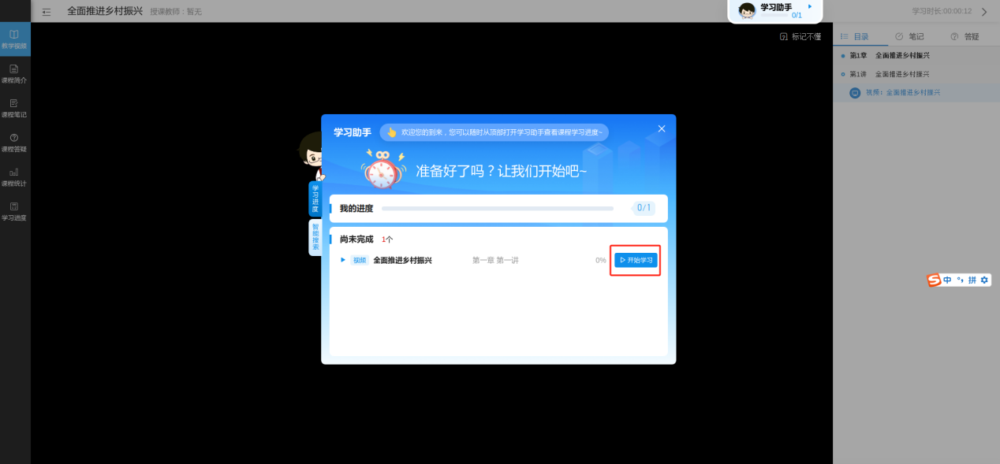 全面推进乡村振兴 授课教师：暂无
学习助手
0/1
学习时长:00:00:12
教学视频
课程简介
课程笔记
课程答疑
课程统计
学习进度
标记不懂
目录 笔记 答疑
第1章 全面推进乡村振兴
第1讲 全面推进乡村振兴
视频：全面推进乡村振兴
学习助手 欢迎您的到来，您可以随时从顶部打开学习助手查看课程学习进度~
准备好了吗？让我们开始吧~
学习进度
智能搜索
我的进度 0/1
尚未完成 1个
视频 全面推进乡村振兴 第一章 第一讲 0% 开始学习
S 中 °, 拼